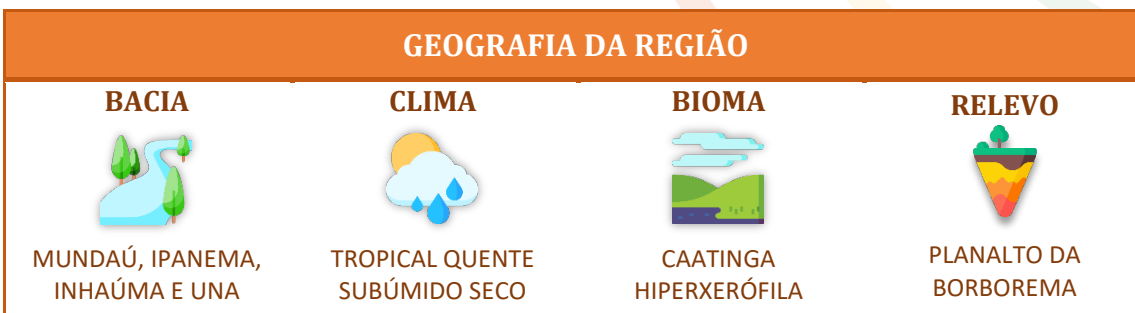 GEOGRAFIA DA REGIÃO
BACIA
MUNDAÚ, IPANEMA,
INHAÚMA E UNA
CLIMA
TROPICAL QUENTE
SUBÚMIDO SECO
BIOMA
CAATINGA
HIPERXERÓFILA
RELEVO
PLANALTO DA
BORBOREMA